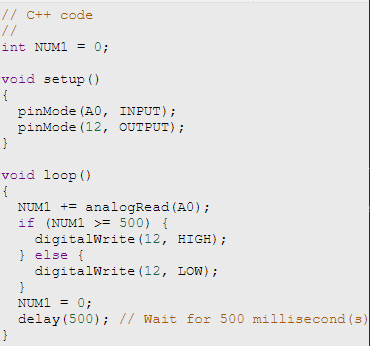 // C++ code
//
int NUM1 = 0;

void setup()
{
  pinMode(A0, INPUT);
  pinMode(12, OUTPUT);
}

void loop()
{
  NUM1 += analogRead(A0);
  if (NUM1 >= 500) {
    digitalWrite(12, HIGH);
  } else {
    digitalWrite(12, LOW);
  }
  NUM1 = 0;
  delay(500); // Wait for 500 millisecond(s)
}